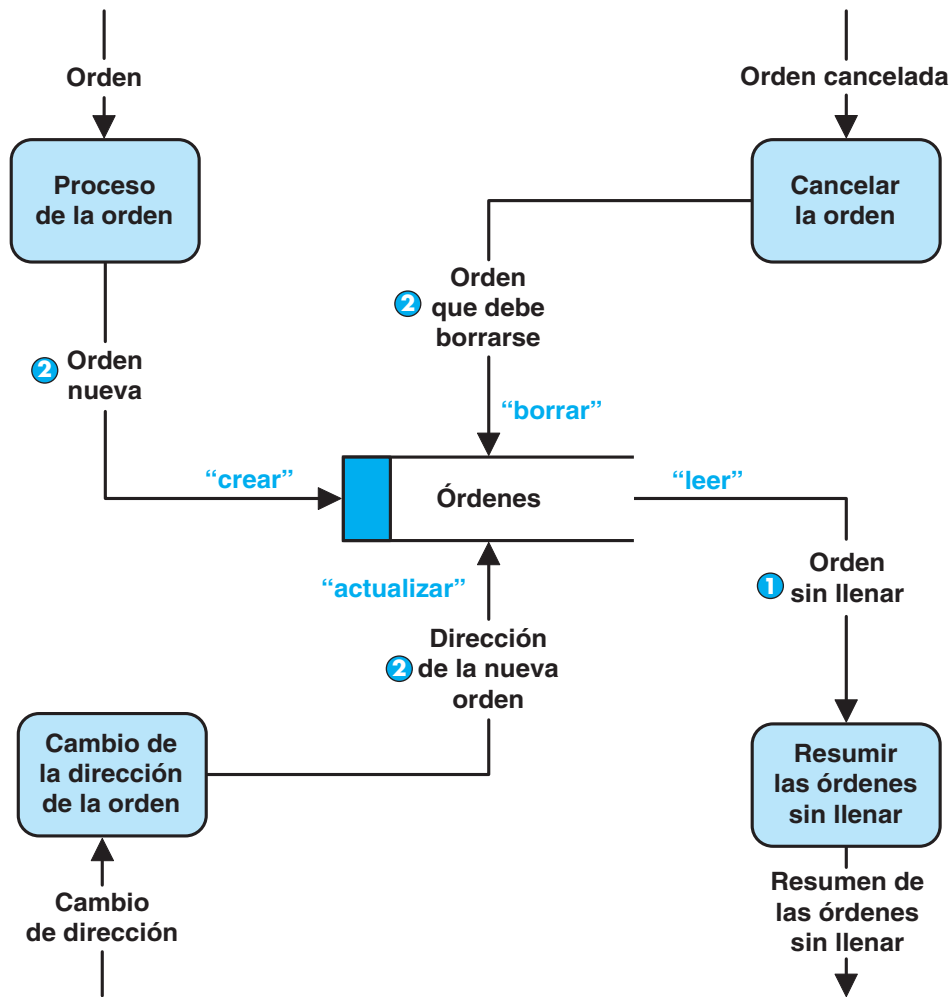 Orden
Orden cancelada
Proceso
de la orden
Cancelar
la orden
Orden
2 que debe
borrarse
2 Orden
nueva
“borrar”
“crear”
Órdenes
“leer”
“actualizar”
Orden
1 sin llenar
Dirección
2 de la nueva
orden
Cambio de
la dirección
de la orden
Resumir
las órdenes
sin llenar
Cambio
de dirección
Resumen de
las órdenes
sin llenar